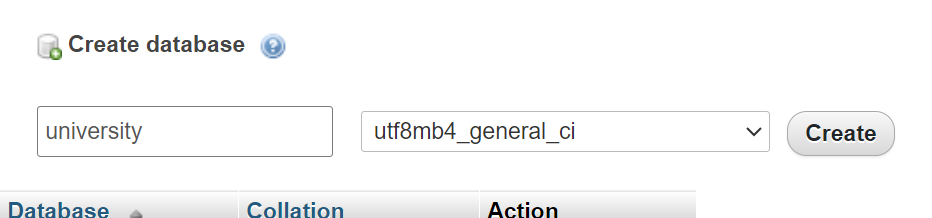 Create database
university utf8mb4_general_ci Create
Database Collation Action